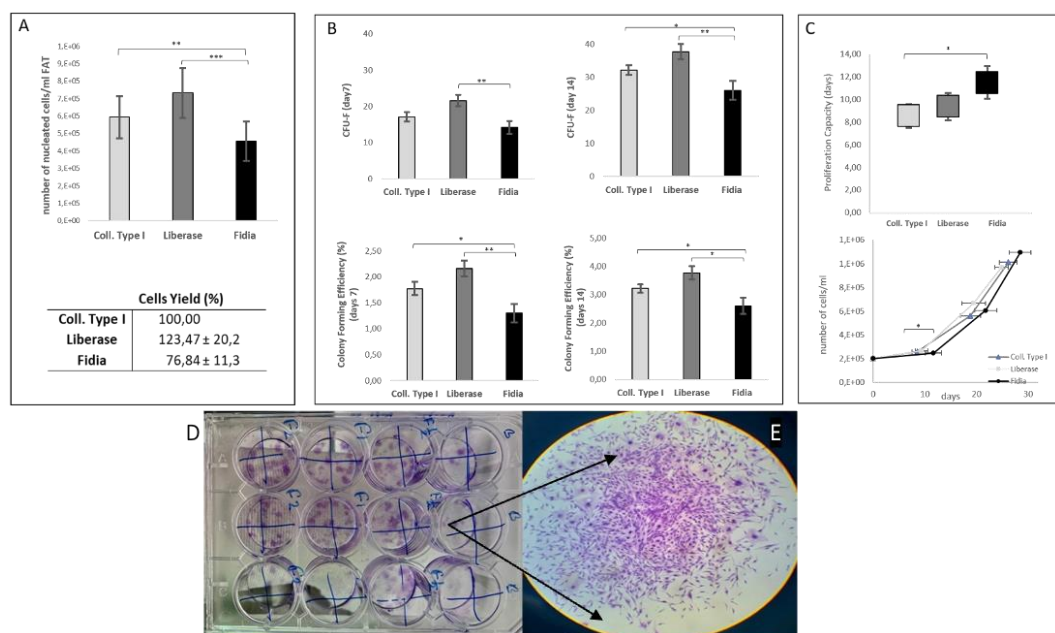 A
number of nucleated cells/ml FAT
1,E+06
9,E+05
8,E+05
7,E+05
6,E+05
5,E+05
4,E+05
3,E+05
2,E+05
1,E+05
0,E+00
**
***
Coll. Type I Liberase Fidia
Cells Yield (%)
Coll. Type I 100,00
Liberase 123,47 ± 20,2
Fidia 76,84 ± 11,3
B
CFU-F (day7)
40
30
20
10
0
**
Coll. Type I Liberase Fidia
CFU-F (day 14)
40
30
20
10
0
*
**
Coll. Type I Liberase Fidia
Colony Forming Efficiency (%)
(days 7)
2,50
2,00
1,50
1,00
0,50
0,00
*
**
Coll. Type I Liberase Fidia
Colony Forming Efficiency (%)
(days 14)
5,00
4,00
3,00
2,00
1,00
0,00
*
*
Coll. Type I Liberase Fidia
C
Proliferation Capacity (days)
14,00
12,00
10,00
8,00
6,00
4,00
2,00
0,00
*
Coll. Type I Liberase Fidia
number of cells/ml
1,E+06
1,E+06
8,E+05
6,E+05
4,E+05
2,E+05
0,E+00
*
Coll. Type I
Liberase
Fidia
0 10 20 30
days
D
E